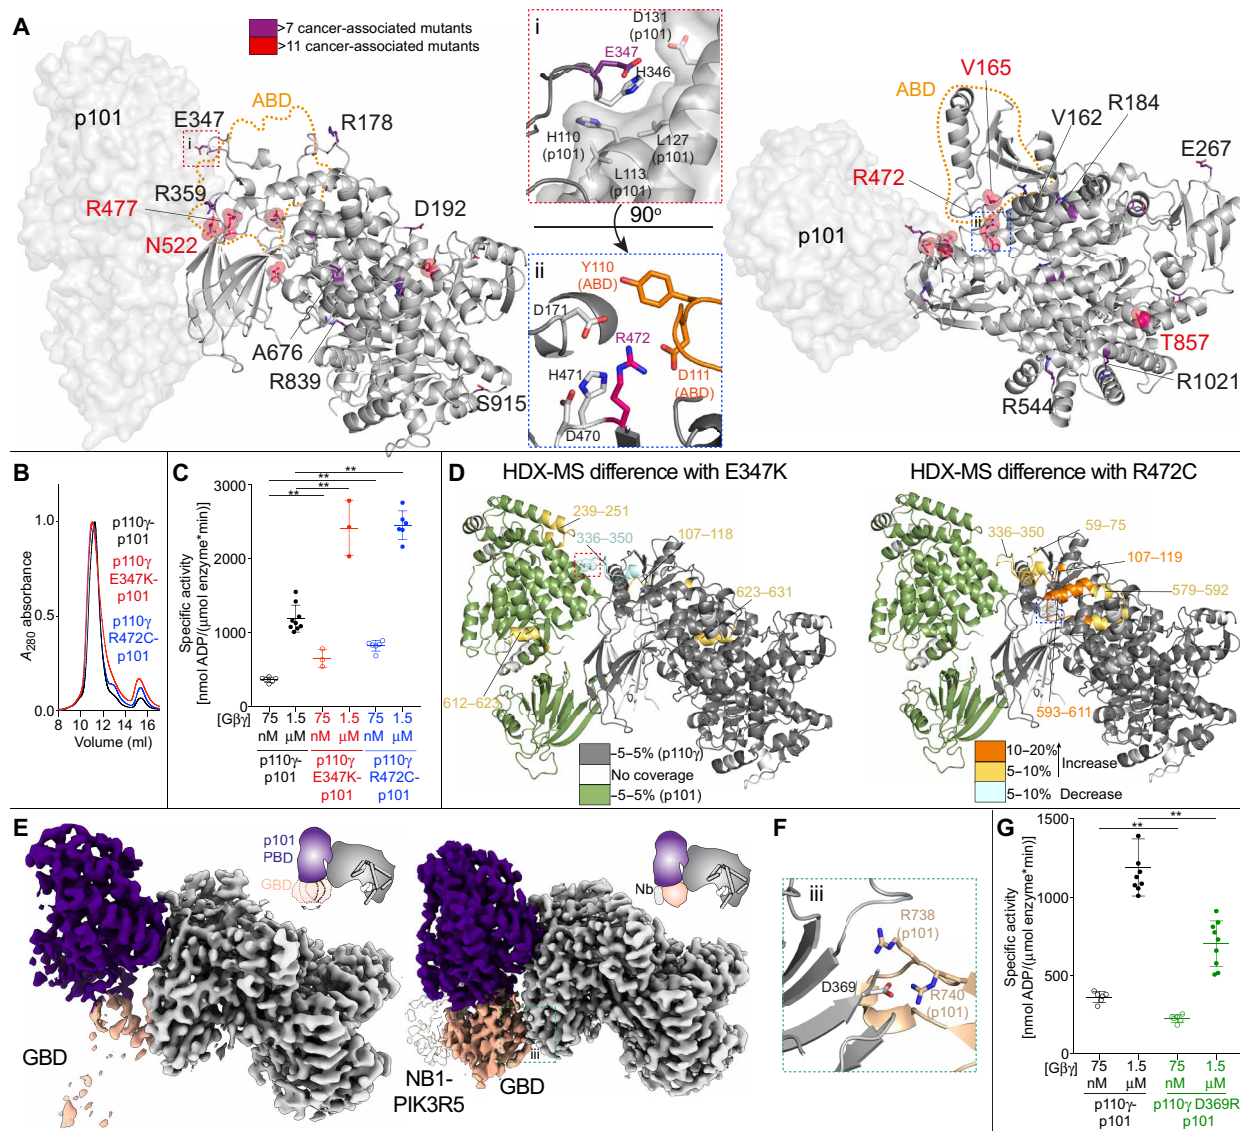 A
>7 cancer-associated mutants
>11 cancer-associated mutants
p101
E347
i
ABD
R178
R359
R477
N522
D192
A676
R839
S915
i
D131
(p101)
E347
H346
H110
(p101)
L127
(p101)
L113
(p101)
90°
ii
Y110
(ABD)
D171
R472
H471
D111
(ABD)
D470
V165
ABD
R184
V162
E267
R472
ii
p101
T857
R1021
R544
B
A280 absorbance
1.0
0.5
0.0
8 10 12 14 16
Volume (ml)
p110γ-
p101
p110γ
E347K-
p101
p110γ
R472C-
p101
C
Specific activity
[nmol ADP/(μmol enzyme*min)]
3000
2000
1000
0
**
**
**
**
[Gβγ]
75 1.5 75 1.5 75 1.5
nM μM nM μM nM μM
p110γ-
p101
p110γ
E347K-
p101
p110γ
R472C-
p101
D
HDX-MS difference with E347K
239–251
336–350
107–118
623–631
612–623
–5–5% (p110γ)
No coverage
–5–5% (p101)
HDX-MS difference with R472C
59–75
336–350
107–119
579–592
593–611
10–20%
5–10%
Increase
5–10% Decrease
E
p101
PBD
GBD
GBD
Nb
NB1-
PIK3R5
GBD
iii
F
iii
R738
(p101)
D369
R740
(p101)
G
Specific activity
[nmol ADP/(μmol enzyme*min)]
1500
1000
500
0
**
**
[Gβγ]
75 1.5 75 1.5
nM μM nM μM
p110γ-
p101
p110γ D369R
p101